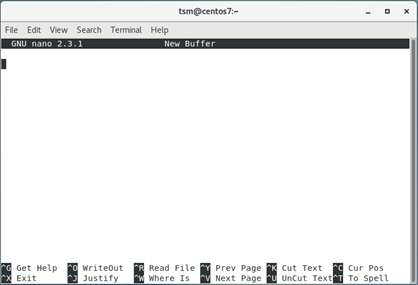 tsm@centos7:~
File Edit View Search Terminal Help
GNU nano 2.3.1 New Buffer
^G Get Help ^O WriteOut ^R Read File ^Y Prev Page ^K Cut Text ^C Cur Pos
^X Exit ^J Justify ^W Where Is ^V Next Page ^U UnCut Text ^T To Spell